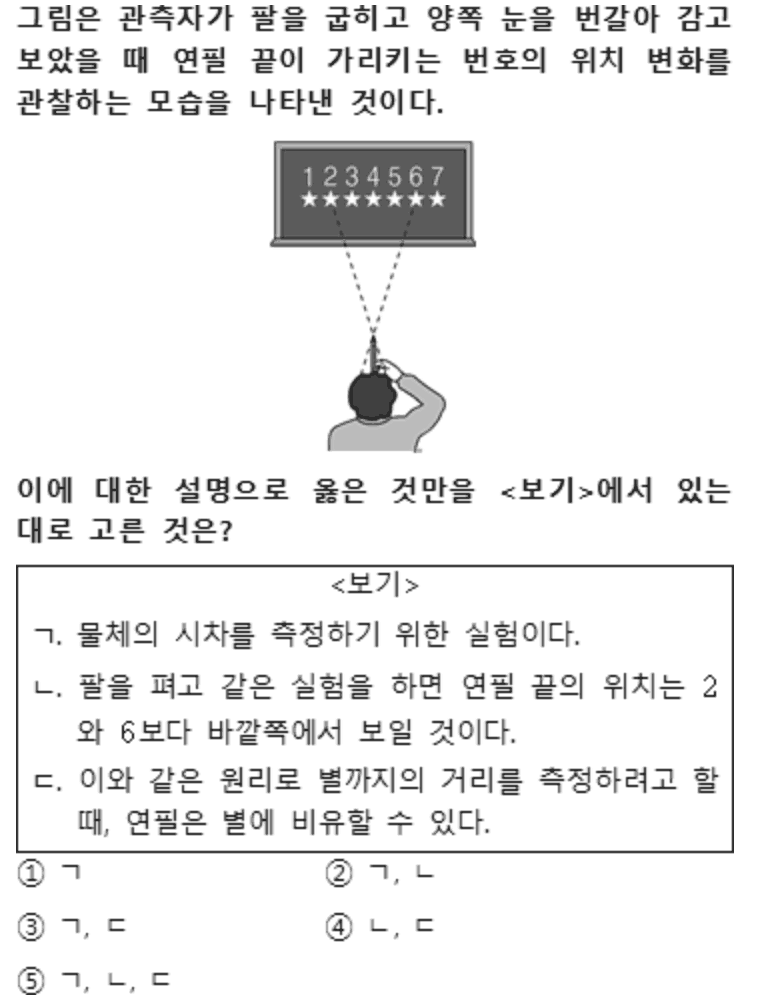 그림은 관측자가 팔을 굽히고 양쪽 눈을 번갈아 감고
보았을 때 연필 끝이 가리키는 번호의 위치 변화를
관찰하는 모습을 나타낸 것이다.
1 2 3 4 5 6 7
★★★★★★★
이에 대한 설명으로 옳은 것만을 <보기>에서 있는
대로 고른 것은?
<보기>
ㄱ. 물체의 시차를 측정하기 위한 실험이다.
ㄴ. 팔을 펴고 같은 실험을 하면 연필 끝의 위치는 2
와 6보다 바깥쪽에서 보일 것이다.
ㄷ. 이와 같은 원리로 별까지의 거리를 측정하려고 할
때, 연필은 별에 비유할 수 있다.
① ㄱ ② ㄱ, ㄴ
③ ㄱ, ㄷ ④ ㄴ, ㄷ
⑤ ㄱ, ㄴ, ㄷ